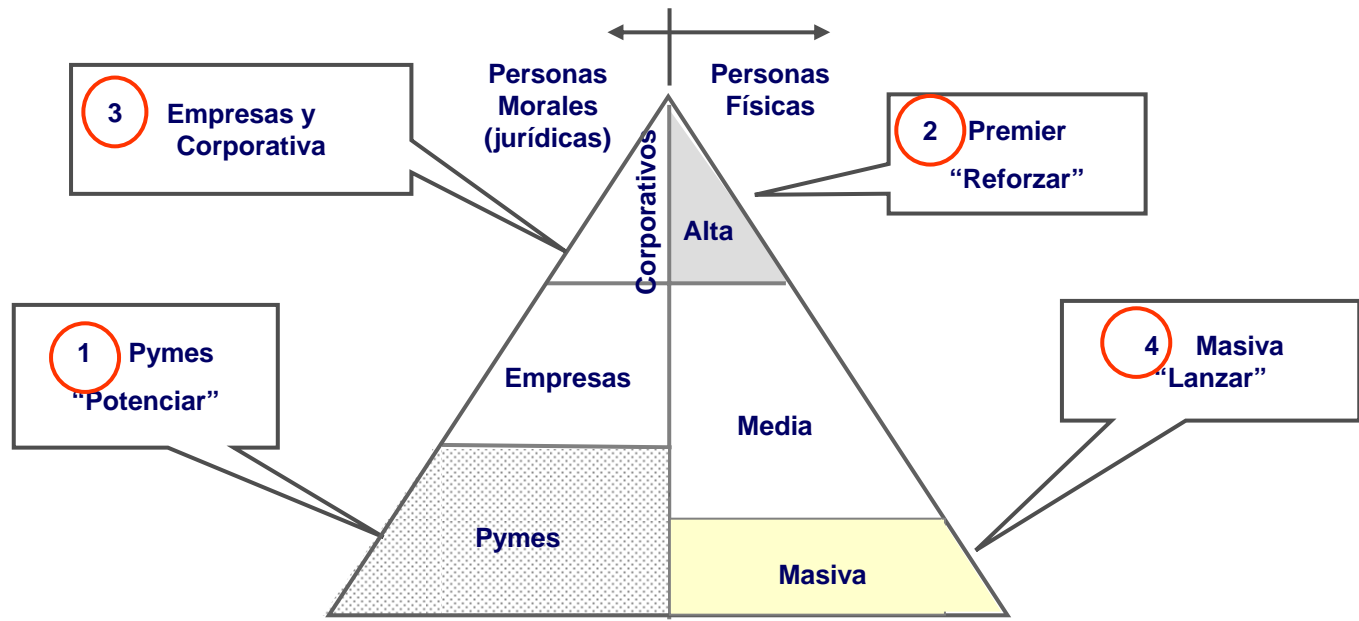 Personas
Morales
(jurídicas)
Personas
Físicas
3 Empresas y
Corporativa
2 Premier
“Reforzar”
Corporativos
Alta
1 Pymes
“Potenciar”
4 Masiva
“Lanzar”
Empresas
Media
Pymes
Masiva